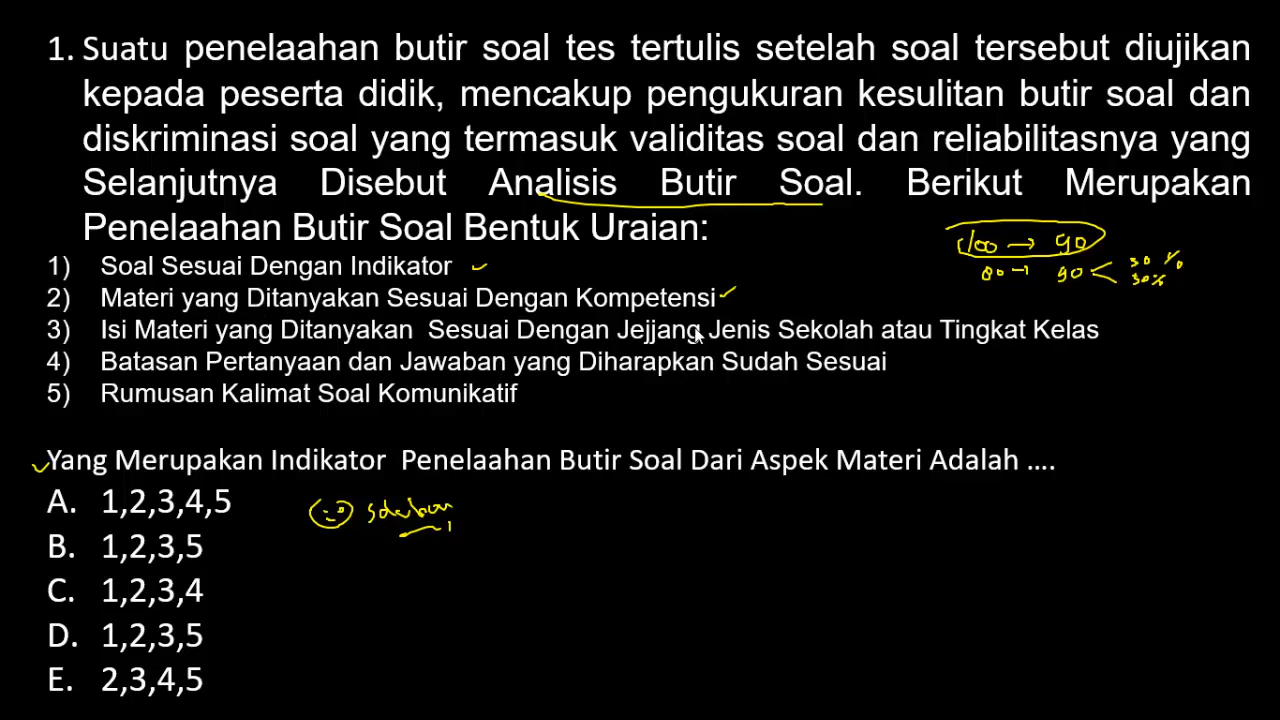 1. Suatu penelaahan butir soal tes tertulis setelah soal tersebut diujikan
kepada peserta didik, mencakup pengukuran kesulitan butir soal dan
diskriminasi soal yang termasuk validitas soal dan reliabilitasnya yang
Selanjutnya Disebut Analisis Butir Soal. Berikut Merupakan
Penelaahan Butir Soal Bentuk Uraian:
1) Soal Sesuai Dengan Indikator
2) Materi yang Ditanyakan Sesuai Dengan Kompetensi
3) Isi Materi yang Ditanyakan Sesuai Dengan Jejjang Jenis Sekolah atau Tingkat Kelas
4) Batasan Pertanyaan dan Jawaban yang Diharapkan Sudah Sesuai
5) Rumusan Kalimat Soal Komunikatif
→ 90
80 → 90 30 %
30%
Yang Merupakan Indikator Penelaahan Butir Soal Dari Aspek Materi Adalah ....
A. 1,2,3,4,5
B. 1,2,3,5
C. 1,2,3,4
D. 1,2,3,5
E. 2,3,4,5